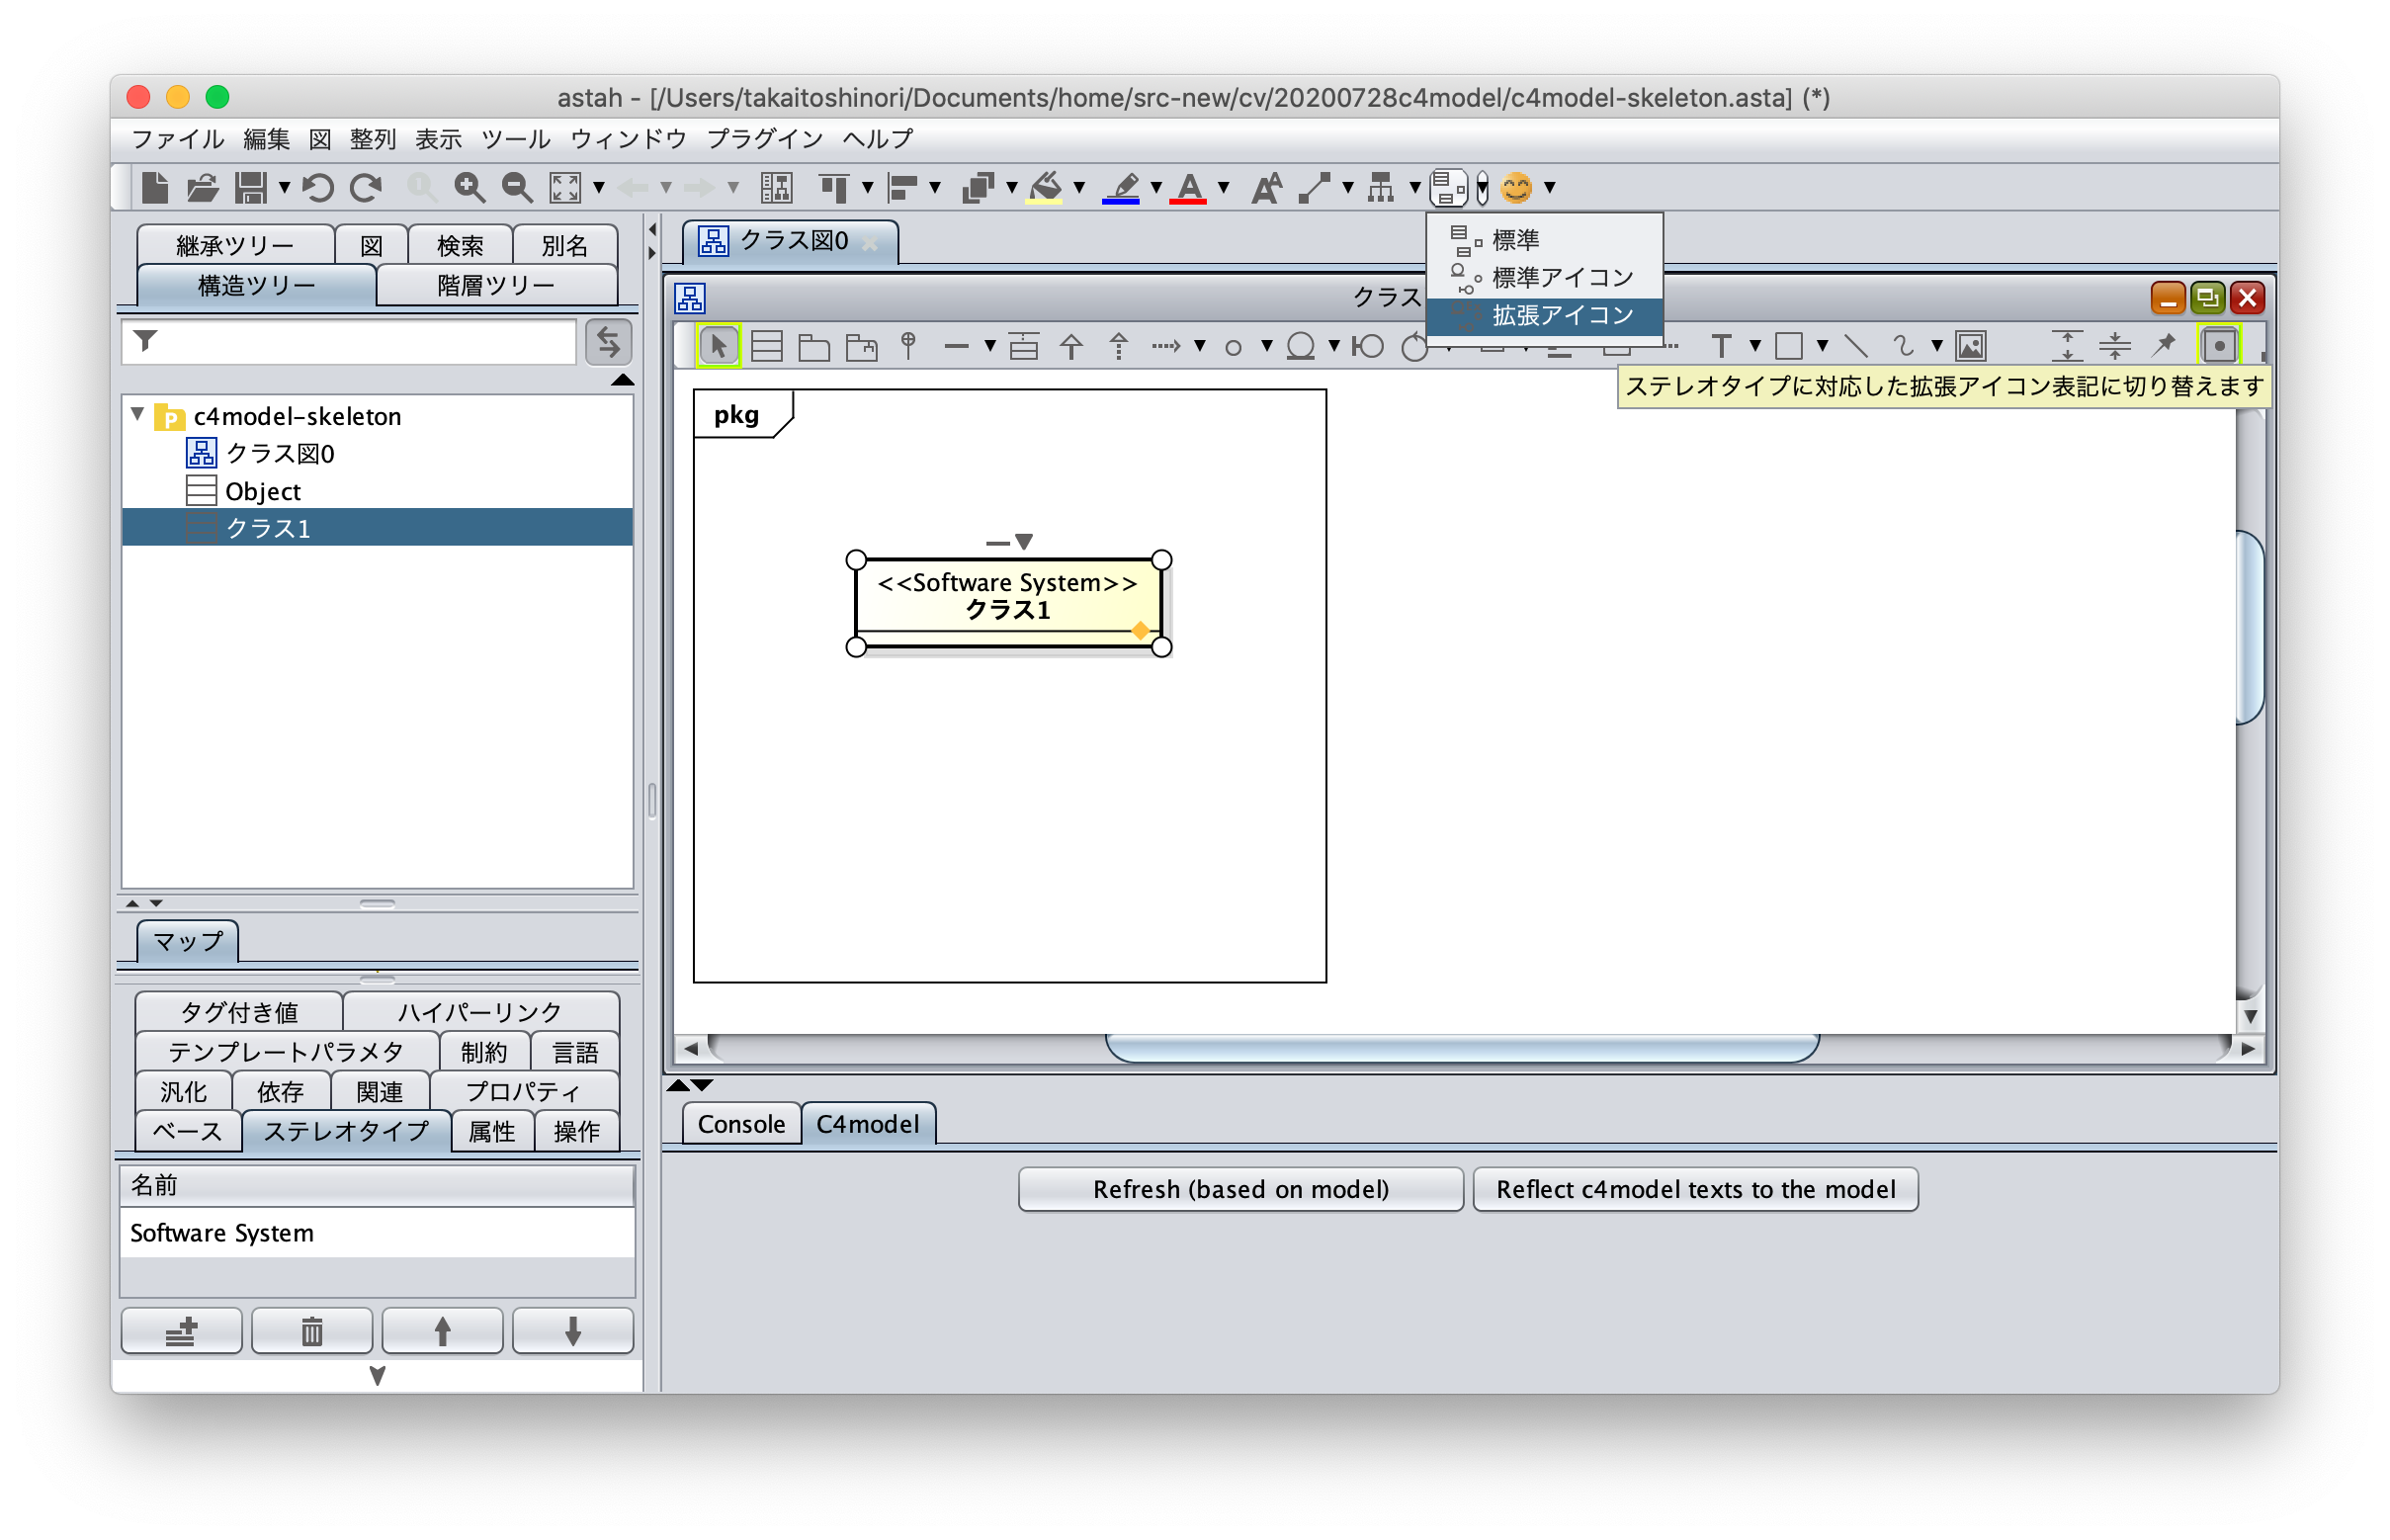 astah - [/Users/takaitoshinori/Documents/home/src-new/cv/20200728c4model/c4model-skeleton.asta] (*)
ファイル 編集 図 整列 表示 ツール ウィンドウ プラグイン ヘルプ
継承ツリー 図 検索 別名
構造ツリー 階層ツリー
c4model-skeleton
クラス図0
Object
クラス1
マップ
タグ付き値 ハイパーリンク
テンプレートパラメタ 制約 言語
汎化 依存 関連 プロパティ
ベース ステレオタイプ 属性 操作
名前
Software System
クラス図0
標準
標準アイコン
拡張アイコン
クラス
T
ステレオタイプに対応した拡張アイコン表記に切り替えます
pkg
<<Software System>>
クラス1
Console C4model
Refresh (based on model) Reflect c4model texts to the model